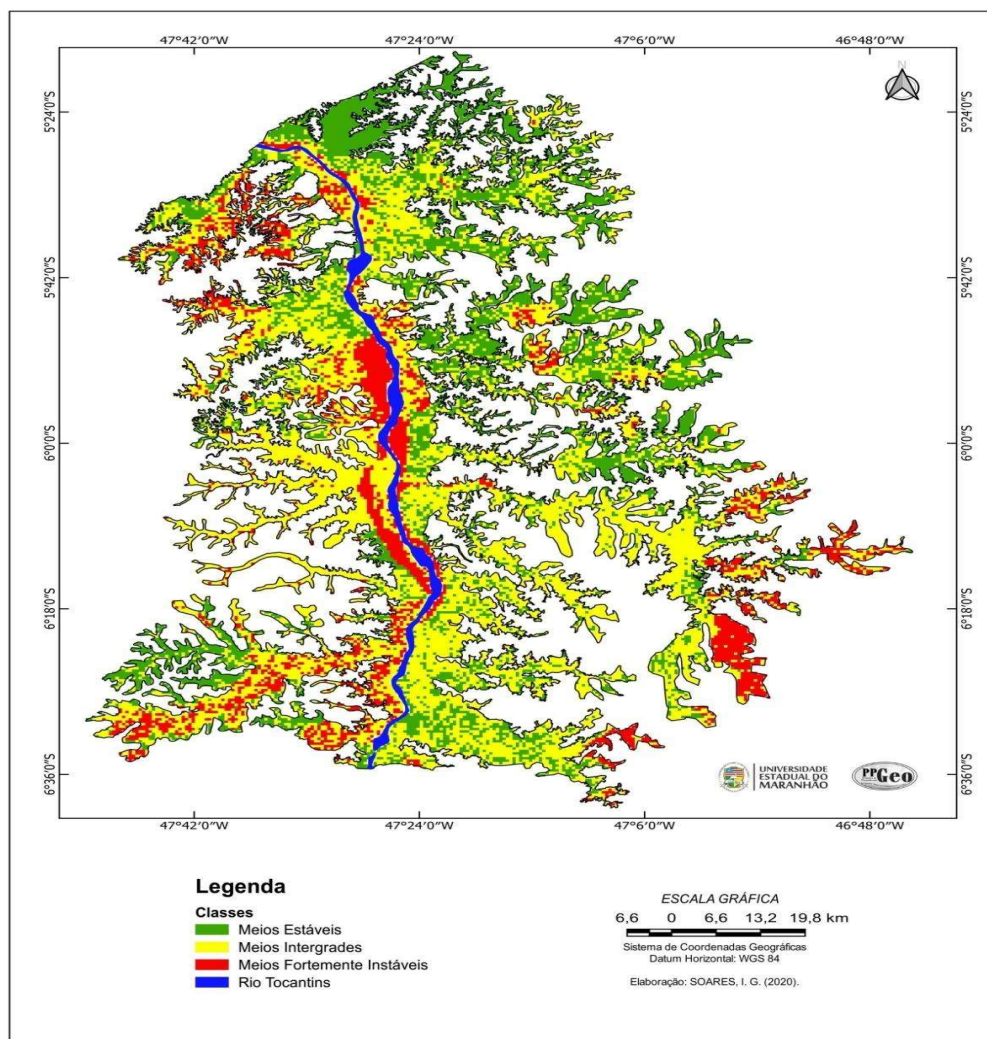 47°42'0"W 47°24'0"W 47°6'0"W 46°48'0"W
N
5°24'0"S 5°24'0"S
5°42'0"S 5°42'0"S
6°0'0"S 6°0'0"S
6°18'0"S 6°18'0"S
6°36'0"S 6°36'0"S
UNIVERSIDADE
ESTADUAL DO
MARANHÃO
PP
Geo
47°42'0"W 47°24'0"W 47°6'0"W 46°48'0"W
Legenda
Classes
Meios Estáveis
Meios Intergrades
Meios Fortemente Instáveis
Rio Tocantins
ESCALA GRÁFICA
6,6 0 6,6 13,2 19,8 km
Sistema de Coordenadas Geográficas
Datum Horizontal: WGS 84
Elaboração: SOARES, I. G. (2020).